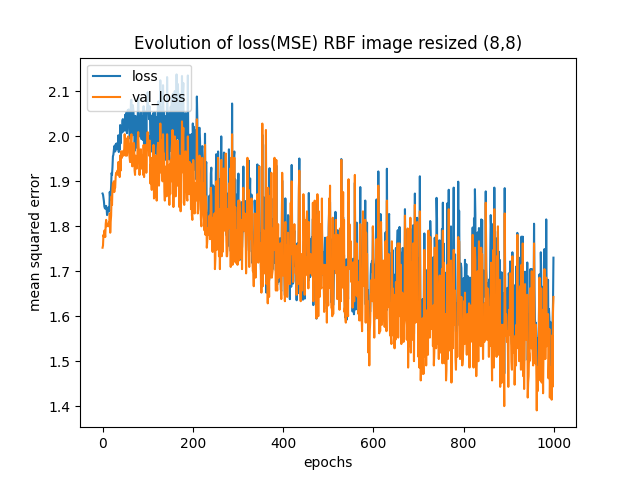 Evolution of loss(MSE) RBF image resized (8,8)
loss
val_loss
2.1
2.0
1.9
1.8
1.7
1.6
1.5
1.4
mean squared error
0
200
400
600
800
1000
epochs